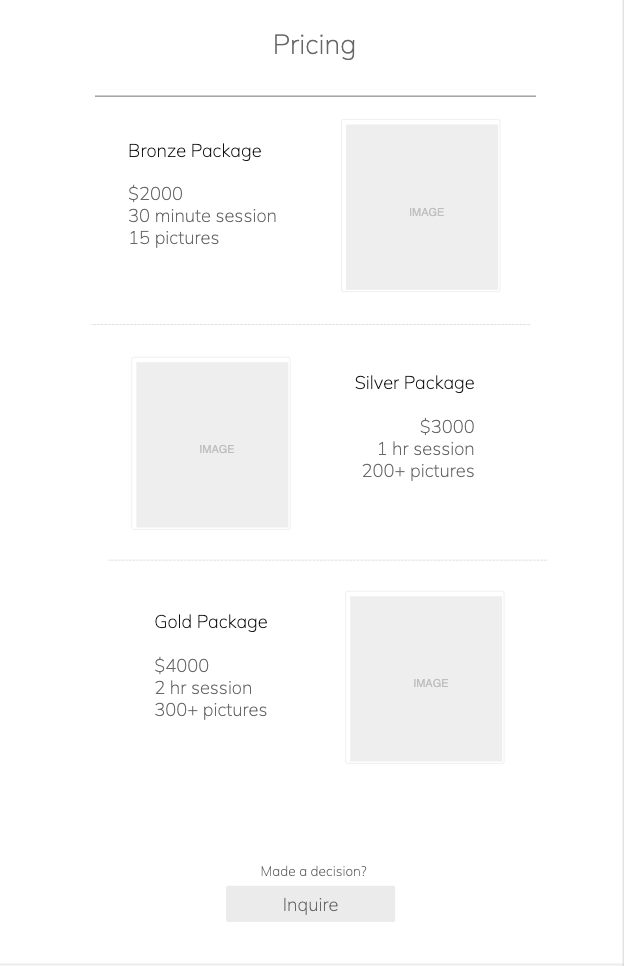 Pricing
Bronze Package
$2000
30 minute session
15 pictures
IMAGE
IMAGE
Silver Package
$3000
1 hr session
200+ pictures
Gold Package
$4000
2 hr session
300+ pictures
IMAGE
Made a decision?
Inquire